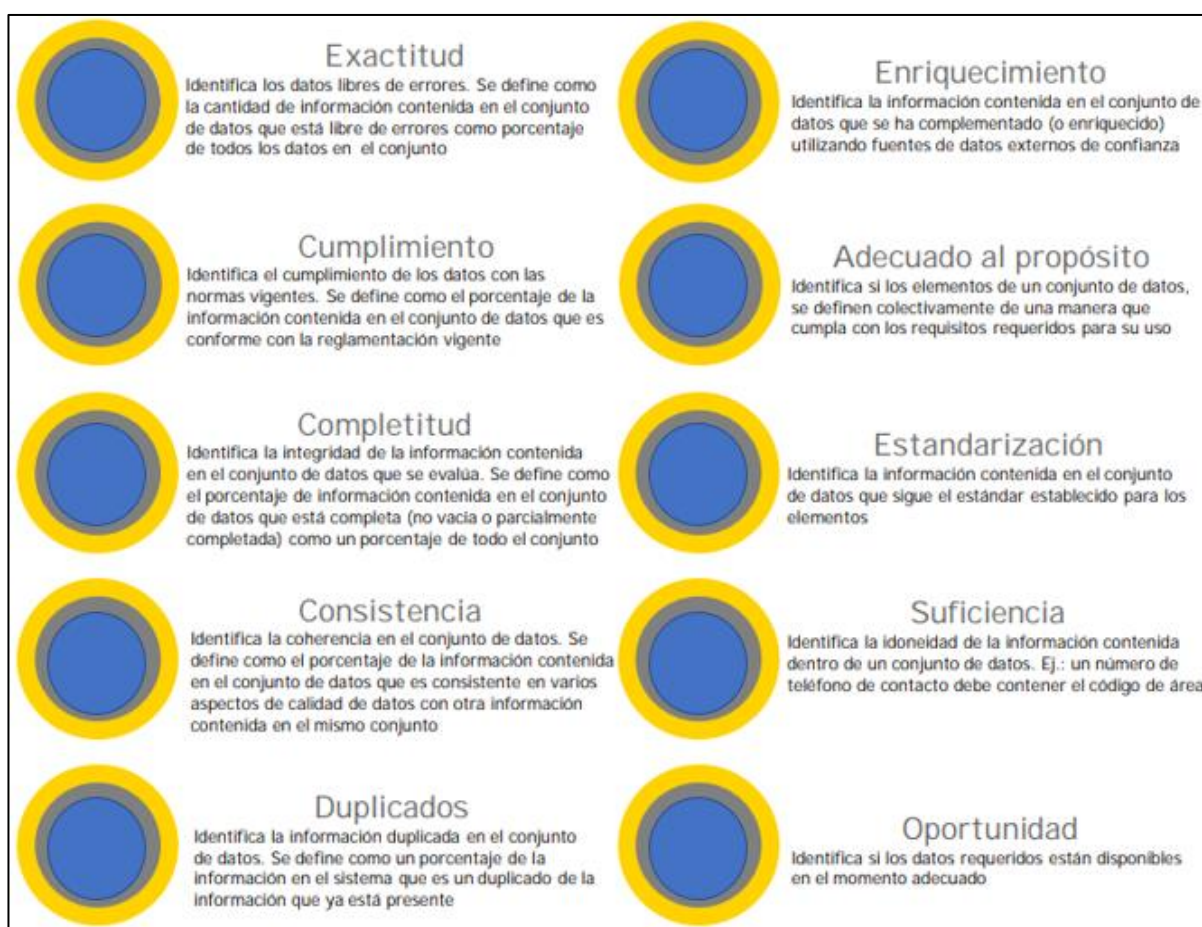 Exactitud
Identifica los datos libres de errores. Se define como
la cantidad de información contenida en el conjunto
de datos que está libre de errores como porcentaje
de todos los datos en el conjunto
Cumplimiento
Identifica el cumplimiento de los datos con las
normas vigentes. Se define como el porcentaje de la
información contenida en el conjunto de datos que es
conforme con la reglamentación vigente
Completitud
Identifica la integridad de la información contenida
en el conjunto de datos que se evalúa. Se define como
el porcentaje de información contenida en el conjunto
de datos que está completa (no vacia o parcialmente
completada) como un porcentaje de todo el conjunto
Consistencia
Identifica la coherencia en el conjunto de datos. Se
define como el porcentaje de la información contenida
en el conjunto de datos que es consistente en varios
aspectos de calidad de datos con otra información
contenida en el mismo conjunto
Duplicados
Identifica la información duplicada en el conjunto
de datos. Se define como un porcentaje de la
información en el sistema que es un duplicado de la
información que ya está presente
Enriquecimiento
Identifica la información contenida en el conjunto de
datos que se ha complementado (o enriquecido)
utilizando fuentes de datos externos de confianza
Adecuado al propósito
Identifica si los elementos de un conjunto de datos,
se definen colectivamente de una manera que
cumpla con los requisitos requeridos para su uso
Estandarización
Identifica la información contenida en el conjunto
de datos que sigue el estándar establecido para los
elementos
Suficiencia
Identifica la idoneidad de la información contenida
dentro de un conjunto de datos. Ej.: un número de
teléfono de contacto debe contener el código de área
Oportunidad
Identifica si los datos requeridos están disponibles
en el momento adecuado